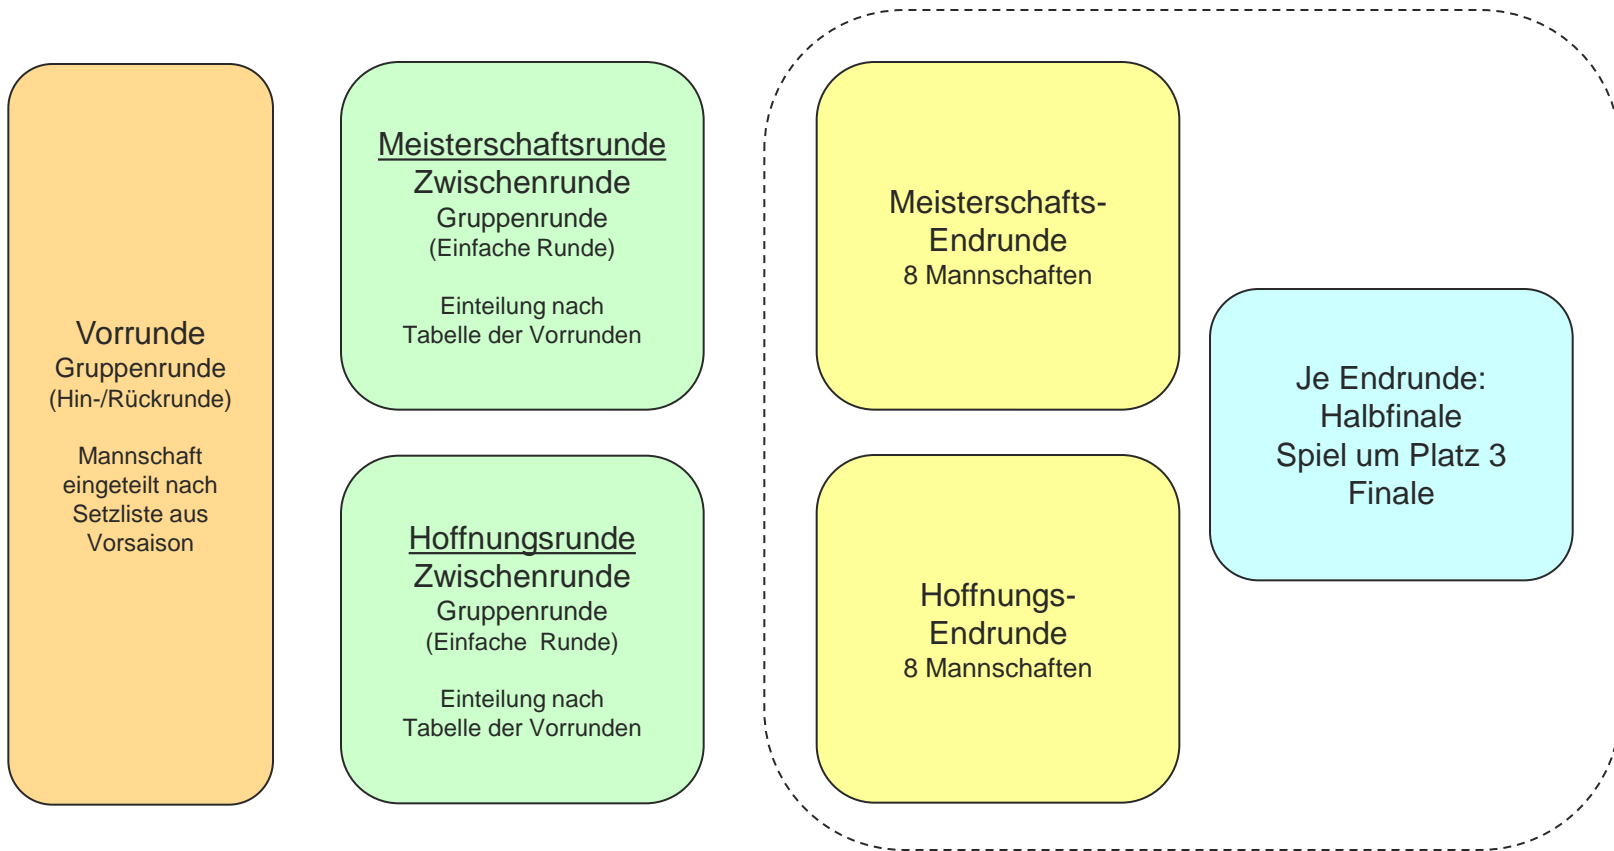 Vorrunde
Gruppenrunde
(Hin-/Rückrunde)
Mannschaft
eingeteilt nach
Setzliste aus
Vorsaison
Meisterschaftsrunde
Zwischenrunde
Gruppenrunde
(Einfache Runde)
Einteilung nach
Tabelle der Vorrunden
Hoffnungsrunde
Zwischenrunde
Gruppenrunde
(Einfache  Runde)
Einteilung nach
Tabelle der Vorrunden
Meisterschafts-
Endrunde
8 Mannschaften
Hoffnungs-
Endrunde
8 Mannschaften
Je Endrunde:
Halbfinale
Spiel um Platz 3
Finale